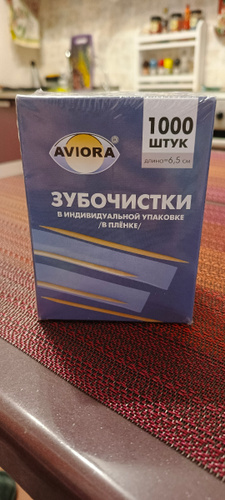 AVIORA®
1000
ШТУК
ДЛИНА=6,5 СМ
ЗУБОЧИСТКИ
В ИНДИВИДУАЛЬНОЙ УПАКОВКЕ
/В ПЛЁНКЕ/